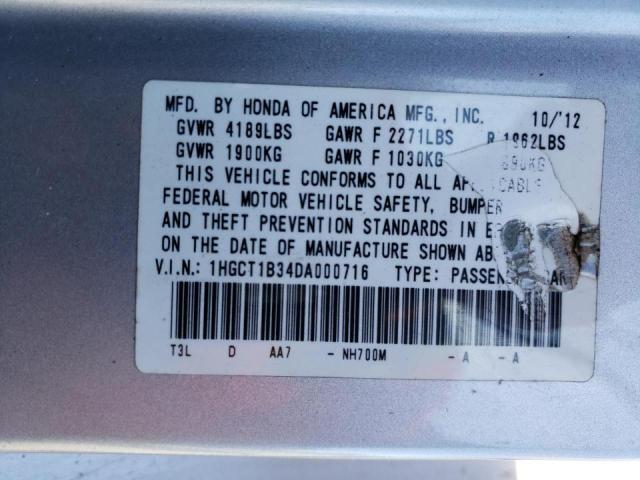 MFD. BY HONDA OF AMERICA MFG., INC. 10/'12
GVWR 4189LBS GAWR F 2271LBS R 1962LBS
GVWR 1900KG GAWR F 1030KG 890KG
THIS VEHICLE CONFORMS TO ALL
FEDERAL MOTOR VEHICLE SAFETY, BUMPER
AND THEFT PREVENTION STANDARDS IN
ON THE DATE OF MANUFACTURE SHOWN
V.I.N.: 1HGCT1B34DA000716 TYPE:
T3L D AA7 - NH700M - A - A